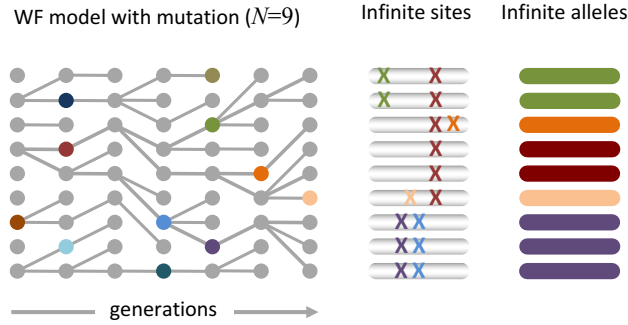 WF model with mutation (N=9)
Infinite sites
Infinite alleles
generations